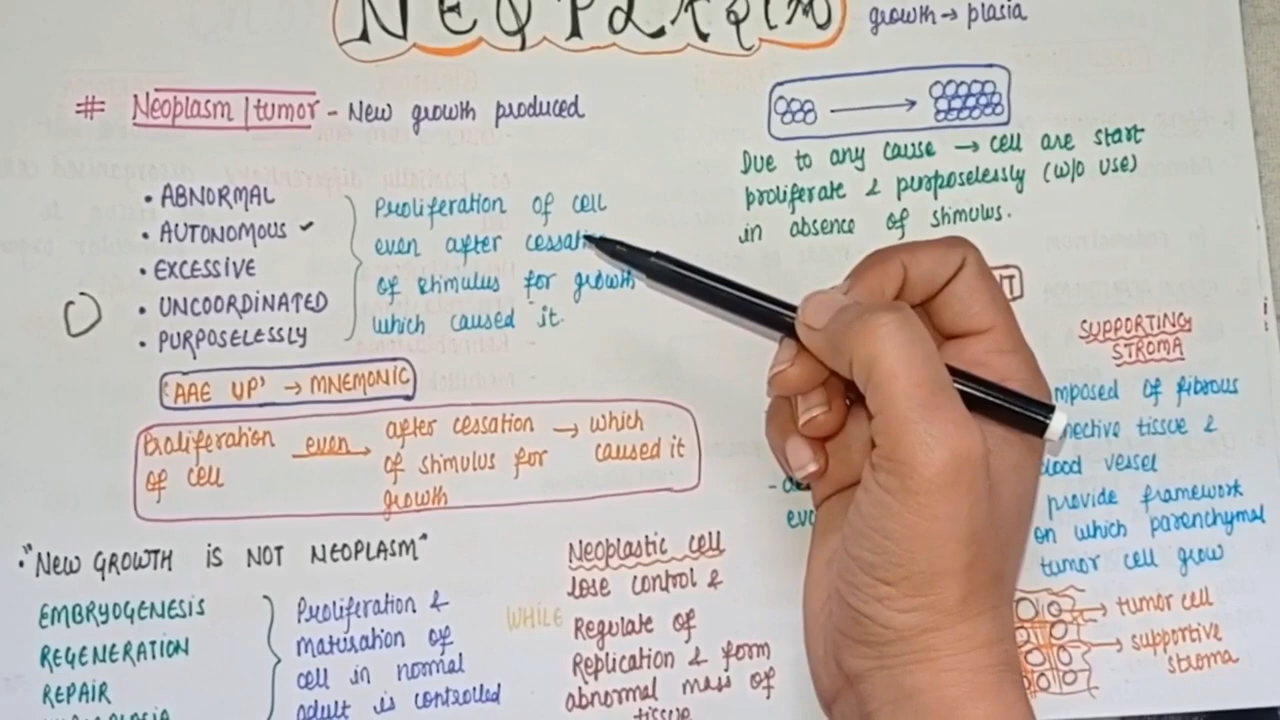 NEOPLASIA
growth → plasia
# Neoplasm / tumor - New growth produced
• ABNORMAL
• AUTONOMOUS
• EXCESSIVE
• UNCOORDINATED
• PURPOSELESSLY
Proliferation of cell
even after cessation
of stimulus for growth
which caused it.
'AAE UP' → MNEMONIC
Proliferation
of cell
even
after cessation
of stimulus for
growth
→ which
caused it
Due to any cause → cell are start
proliferate & purposelessly (w/o use)
in absence of stimulus.
SUPPORTING
STROMA
of fibrous
tissue &
blood vessel
provide framework
on which parenchymal
tumor cell grow
→ tumor cell
→ supportive
stroma
• "NEW GROWTH IS NOT NEOPLASM"
EMBRYOGENESIS
REGENERATION
REPAIR
Proliferation &
maturation of
cell in normal
adult is controlled
WHILE
Neoplastic cell
lose control &
Regulate of
Replication & form
abnormal mass of
tissue